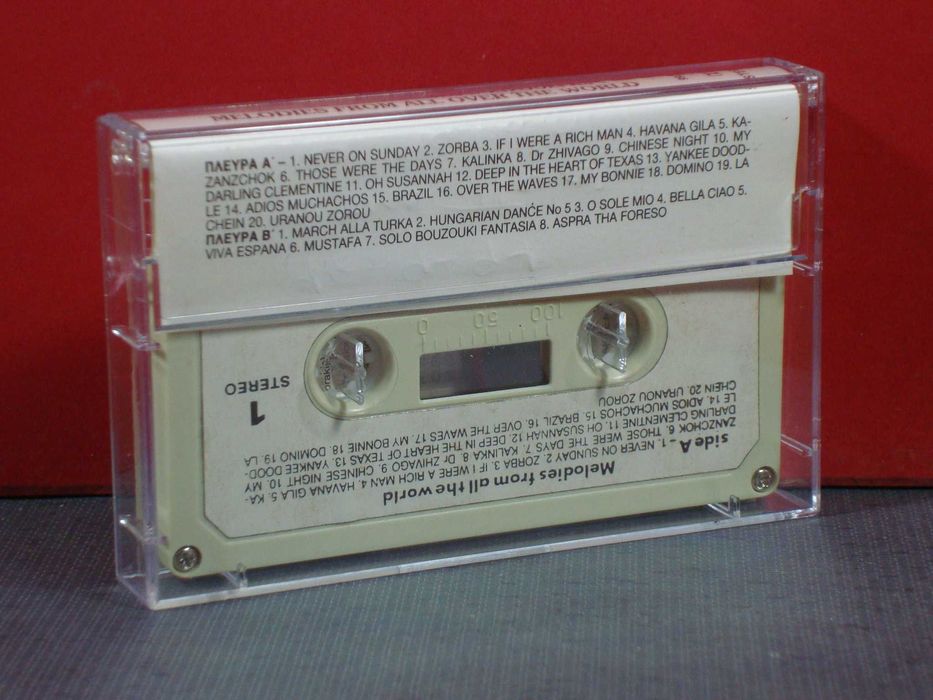 MELODIES FROM ALL OVER THE WORLD
ΠΛΕΥΡΑ Α΄ – 1. NEVER ON SUNDAY 2. ZORBA 3. IF I WERE A RICH MAN 4. HAVANA GILA 5. KA-
ZANZCHOK 6. THOSE WERE THE DAYS 7. KALINKA 8. Dr ZHIVAGO 9. CHINESE NIGHT 10. MY
DARLING CLEMENTINE 11. OH SUSANNAH 12. DEEP IN THE HEART OF TEXAS 13. YANKEE DOOD-
LE 14. ADIOS MUCHACHOS 15. BRAZIL 16. OVER THE WAVES 17. MY BONNIE 18. DOMINO 19. LA
CHEIN 20. URANOU ZOROU
ΠΛΕΥΡΑ Β΄ 1. MARCH ALLA TURKA 2. HUNGARIAN DANCE No 5 3. O SOLE MIO 4. BELLA CIAO 5.
VIVA ESPANA 6. MUSTAFA 7. SOLO BOUZOUKI FANTASIA 8. ASPRA THA FORESO
0 50 100
1
STEREO
Melodies from all the world
side A - 1. NEVER ON SUNDAY 2. ZORBA 3. IF I WERE A RICH MAN 4. HAVANA GILA 5. KA-
ZANZCHOK 6. THOSE WERE THE DAYS 7. KALINKA 8. Dr ZHIVAGO 9. CHINESE NIGHT 10. MY
DARLING CLEMENTINE 11. OH SUSANNAH 12. DEEP IN THE HEART OF TEXAS 13. YANKEE DOOD-
LE 14. ADIOS MUCHACHOS 15. BRAZIL 16. OVER THE WAVES 17. MY BONNIE 18. DOMINO 19. LA
CHEIN 20. URANOU ZOROU